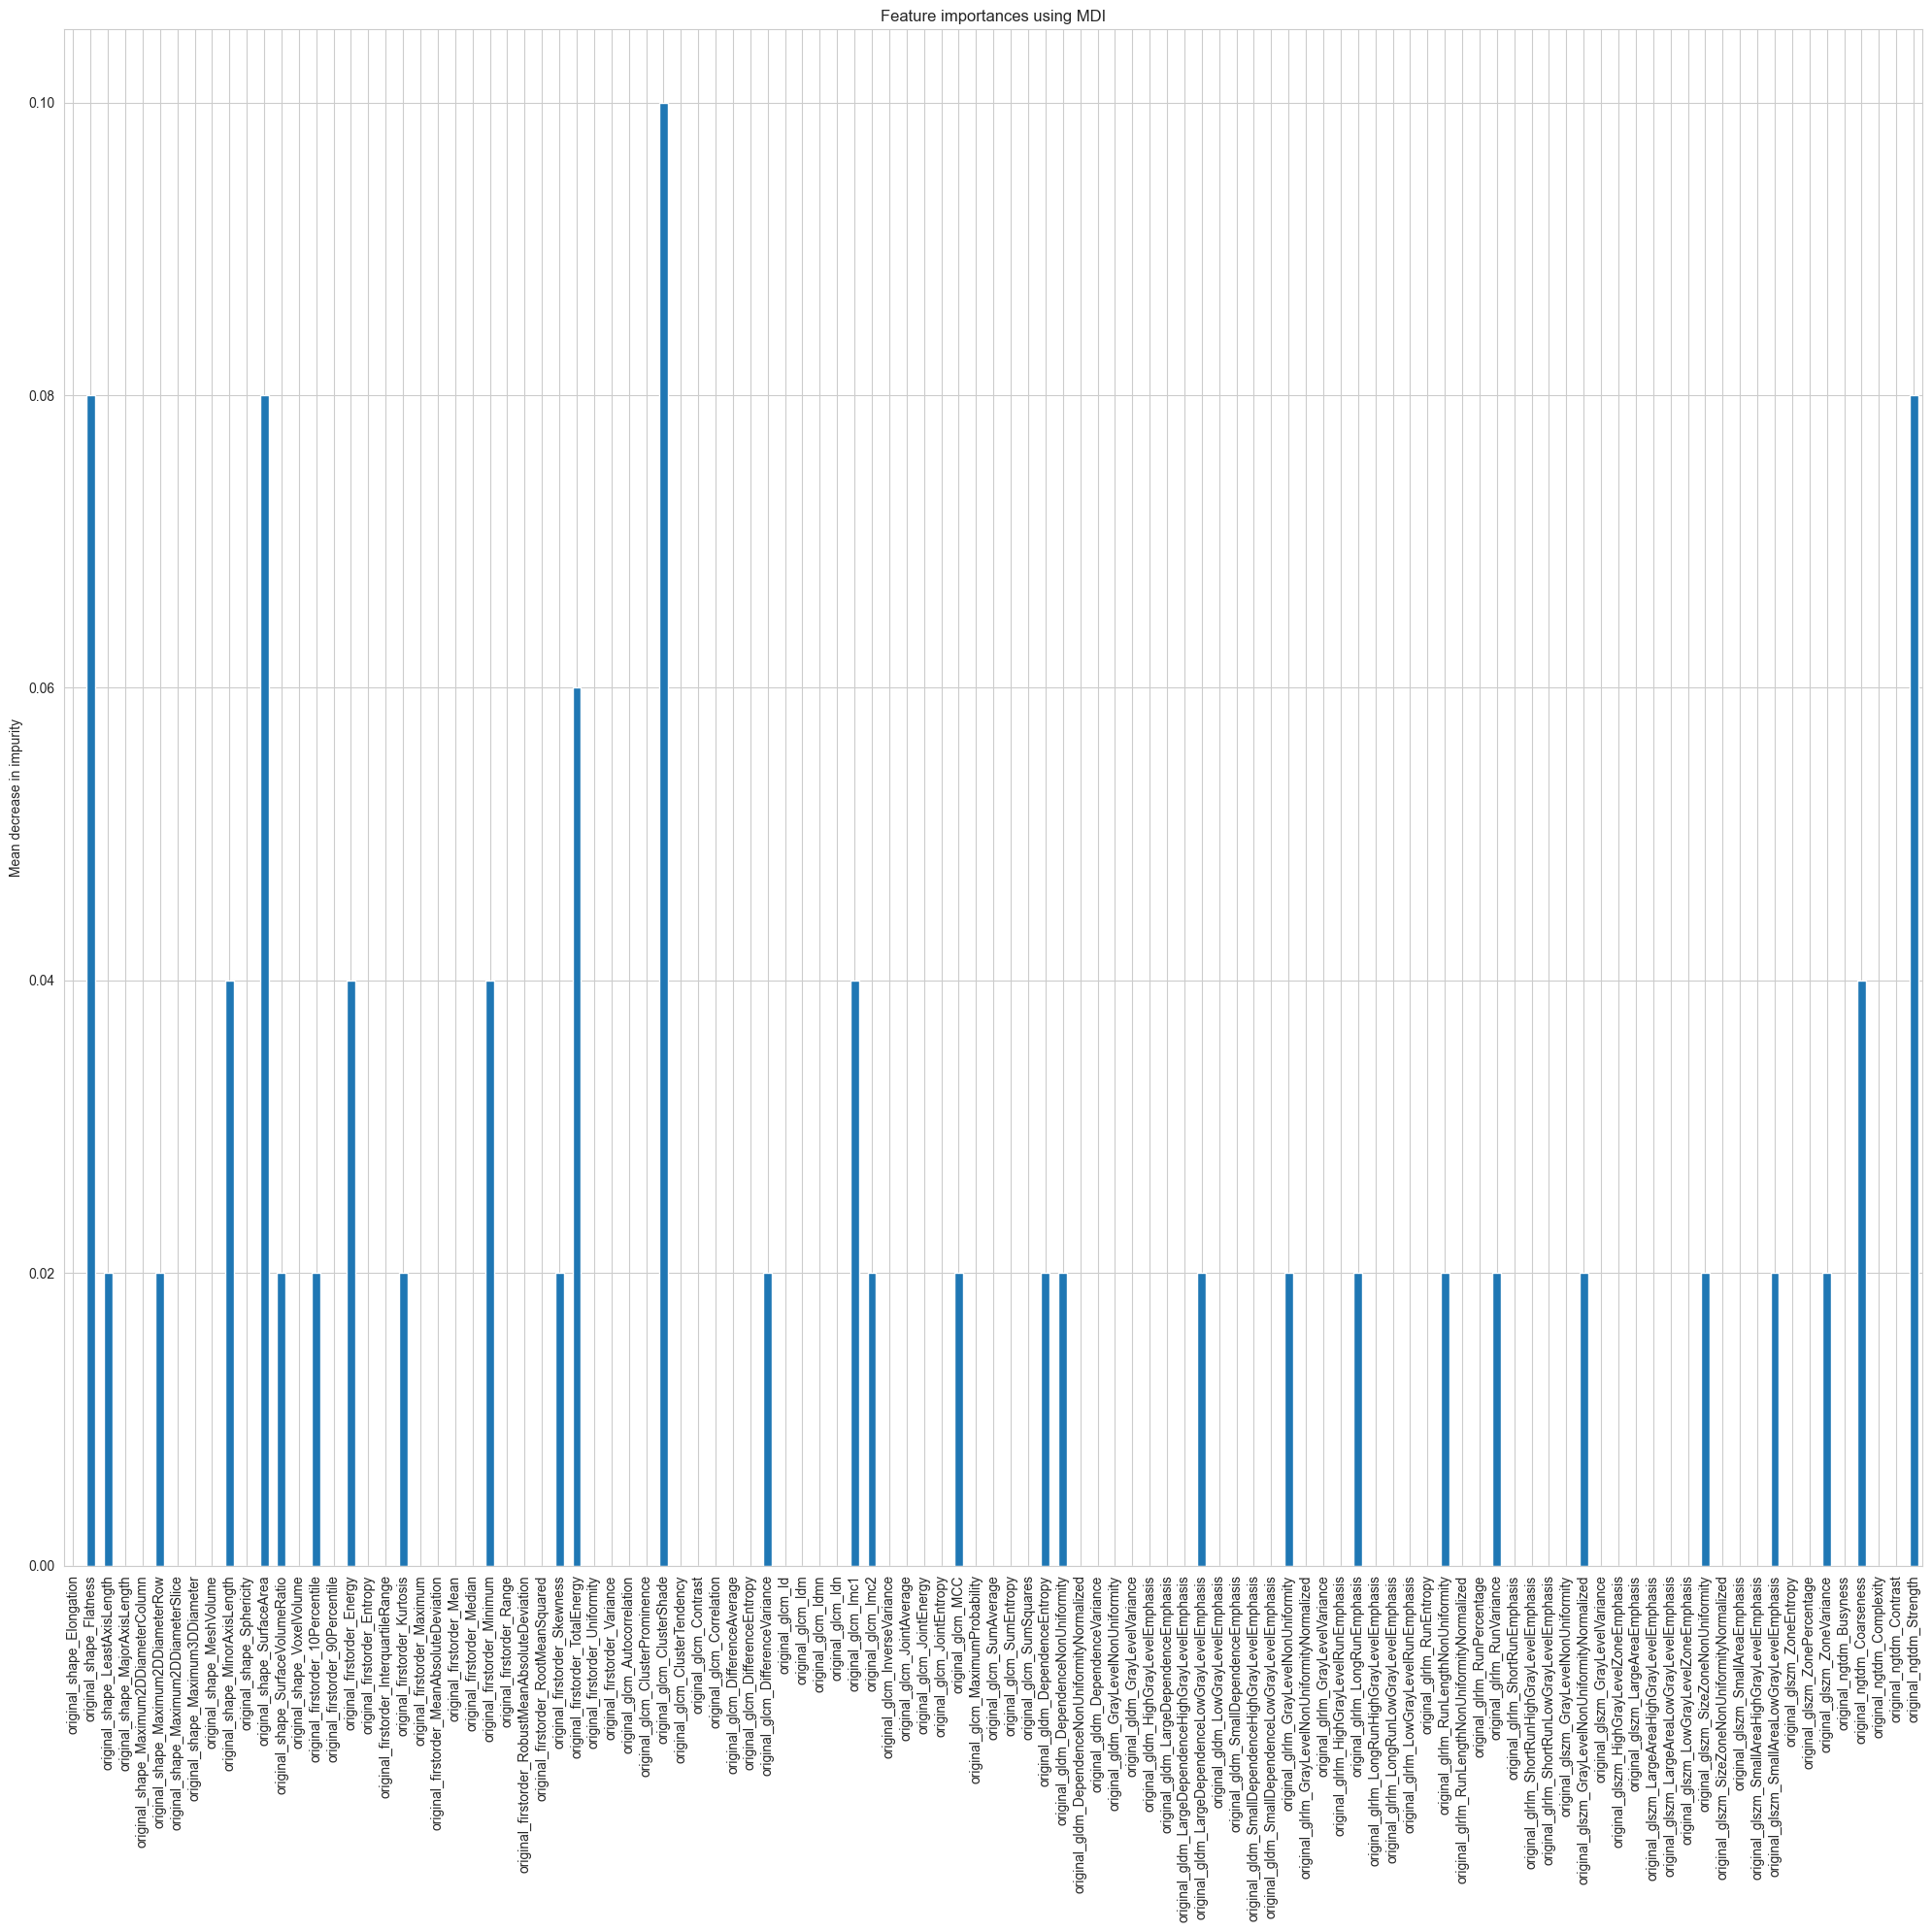 Feature importances using MDI
Mean decrease in impurity
0.10
0.08
0.06
0.04
0.02
0.00
original_shape_Elongation
original_shape_Flatness
original_shape_LeastAxisLength
original_shape_MajorAxisLength
original_shape_Maximum2DDiameterColumn
original_shape_Maximum2DDiameterRow
original_shape_Maximum2DDiameterSlice
original_shape_Maximum3DDiameter
original_shape_MeshVolume
original_shape_MinorAxisLength
original_shape_Sphericity
original_shape_SurfaceArea
original_shape_SurfaceVolumeRatio
original_shape_VoxelVolume
original_firstorder_10Percentile
original_firstorder_90Percentile
original_firstorder_Energy
original_firstorder_Entropy
original_firstorder_InterquartileRange
original_firstorder_Kurtosis
original_firstorder_Maximum
original_firstorder_MeanAbsoluteDeviation
original_firstorder_Mean
original_firstorder_Median
original_firstorder_Minimum
original_firstorder_Range
original_firstorder_RobustMeanAbsoluteDeviation
original_firstorder_RootMeanSquared
original_firstorder_Skewness
original_firstorder_TotalEnergy
original_firstorder_Uniformity
original_firstorder_Variance
original_glcm_Autocorrelation
original_glcm_ClusterProminence
original_glcm_ClusterShade
original_glcm_ClusterTendency
original_glcm_Contrast
original_glcm_Correlation
original_glcm_DifferenceAverage
original_glcm_DifferenceEntropy
original_glcm_DifferenceVariance
original_glcm_Id
original_glcm_Idm
original_glcm_Idmn
original_glcm_Idn
original_glcm_Imc1
original_glcm_Imc2
original_glcm_InverseVariance
original_glcm_JointAverage
original_glcm_JointEnergy
original_glcm_JointEntropy
original_glcm_MCC
original_glcm_MaximumProbability
original_glcm_SumAverage
original_glcm_SumEntropy
original_glcm_SumSquares
original_gldm_DependenceEntropy
original_gldm_DependenceNonUniformity
original_gldm_DependenceNonUniformityNormalized
original_gldm_DependenceVariance
original_gldm_GrayLevelNonUniformity
original_gldm_GrayLevelVariance
original_gldm_HighGrayLevelEmphasis
original_gldm_LargeDependenceEmphasis
original_gldm_LargeDependenceHighGrayLevelEmphasis
original_gldm_LargeDependenceLowGrayLevelEmphasis
original_gldm_LowGrayLevelEmphasis
original_gldm_SmallDependenceEmphasis
original_gldm_SmallDependenceHighGrayLevelEmphasis
original_gldm_SmallDependenceLowGrayLevelEmphasis
original_glrlm_GrayLevelNonUniformity
original_glrlm_GrayLevelNonUniformityNormalized
original_glrlm_GrayLevelVariance
original_glrlm_HighGrayLevelRunEmphasis
original_glrlm_LongRunEmphasis
original_glrlm_LongRunHighGrayLevelEmphasis
original_glrlm_LongRunLowGrayLevelEmphasis
original_glrlm_LowGrayLevelRunEmphasis
original_glrlm_RunEntropy
original_glrlm_RunLengthNonUniformity
original_glrlm_RunLengthNonUniformityNormalized
original_glrlm_RunPercentage
original_glrlm_RunVariance
original_glrlm_ShortRunEmphasis
original_glrlm_ShortRunHighGrayLevelEmphasis
original_glrlm_ShortRunLowGrayLevelEmphasis
original_glszm_GrayLevelNonUniformity
original_glszm_GrayLevelNonUniformityNormalized
original_glszm_GrayLevelVariance
original_glszm_HighGrayLevelZoneEmphasis
original_glszm_LargeAreaEmphasis
original_glszm_LargeAreaHighGrayLevelEmphasis
original_glszm_LargeAreaLowGrayLevelEmphasis
original_glszm_LowGrayLevelZoneEmphasis
original_glszm_SizeZoneNonUniformity
original_glszm_SizeZoneNonUniformityNormalized
original_glszm_SmallAreaEmphasis
original_glszm_SmallAreaHighGrayLevelEmphasis
original_glszm_SmallAreaLowGrayLevelEmphasis
original_glszm_ZoneEntropy
original_glszm_ZonePercentage
original_glszm_ZoneVariance
original_ngtdm_Busyness
original_ngtdm_Coarseness
original_ngtdm_Complexity
original_ngtdm_Contrast
original_ngtdm_Strength